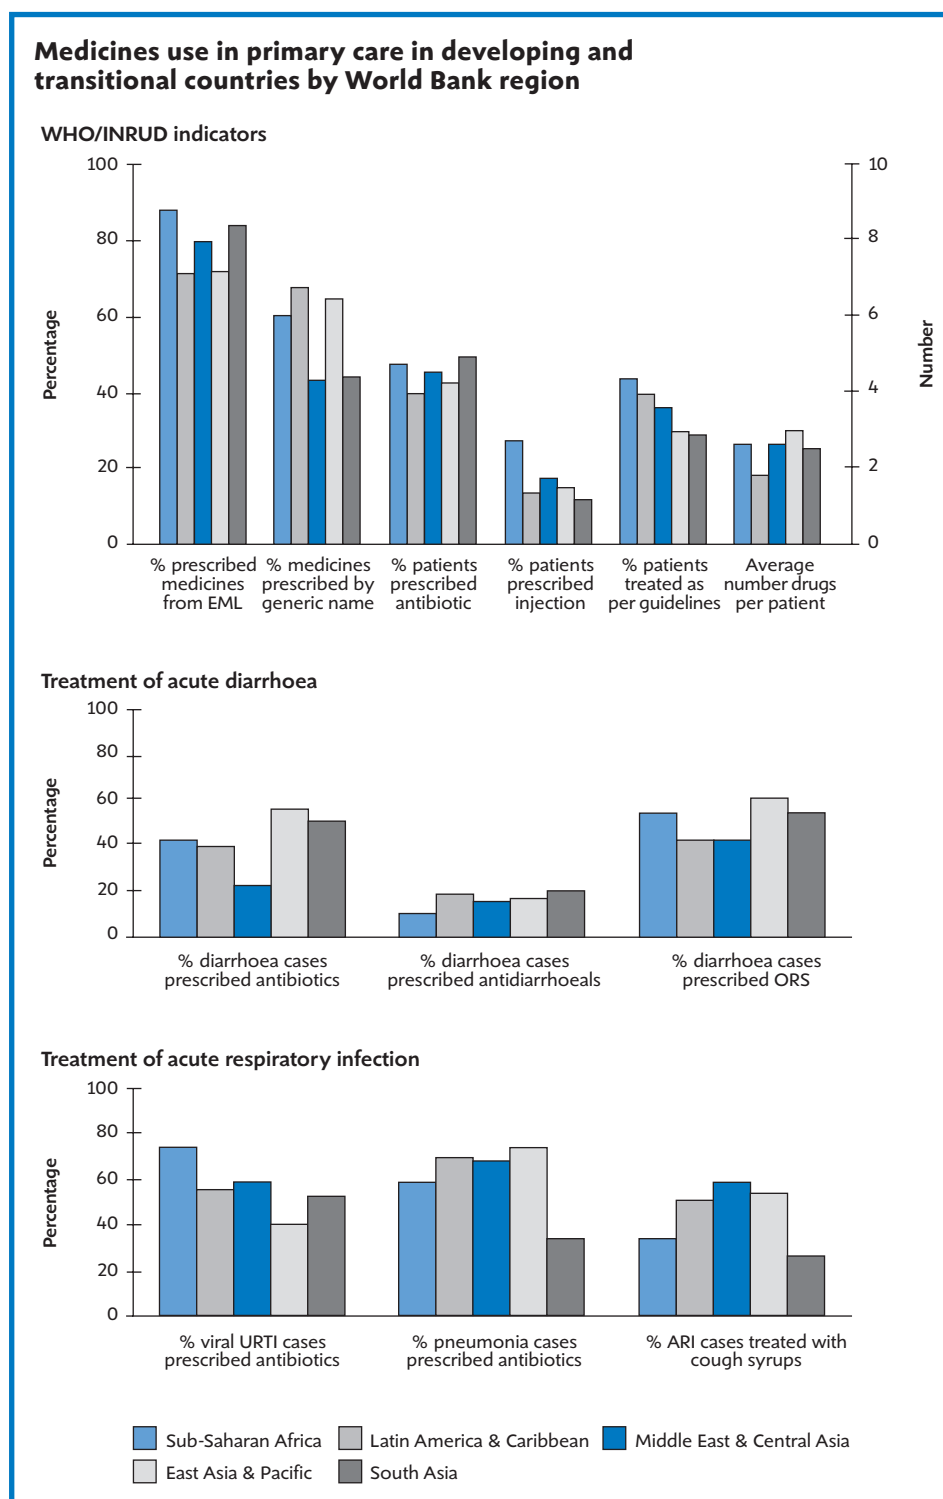 Medicines use in primary care in developing and
transitional countries by World Bank region
WHO/INRUD indicators
100
80
60
40
20
0
Percentage
10
8
6
4
2
0
Number
% prescribed
medicines
from EML
% medicines
prescribed by
generic name
% patients
prescribed
antibiotic
% patients
prescribed
injection
% patients
treated as
per guidelines
Average
number drugs
per patient
Treatment of acute diarrhoea
100
80
60
40
20
0
Percentage
% diarrhoea cases
prescribed antibiotics
% diarrhoea cases
prescribed antidiarrhoeals
% diarrhoea cases
prescribed ORS
Treatment of acute respiratory infection
100
80
60
40
20
0
Percentage
% viral URTI cases
prescribed antibiotics
% pneumonia cases
prescribed antibiotics
% ARI cases treated with
cough syrups
Sub-Saharan Africa
Latin America & Caribbean
Middle East & Central Asia
East Asia & Pacific
South Asia